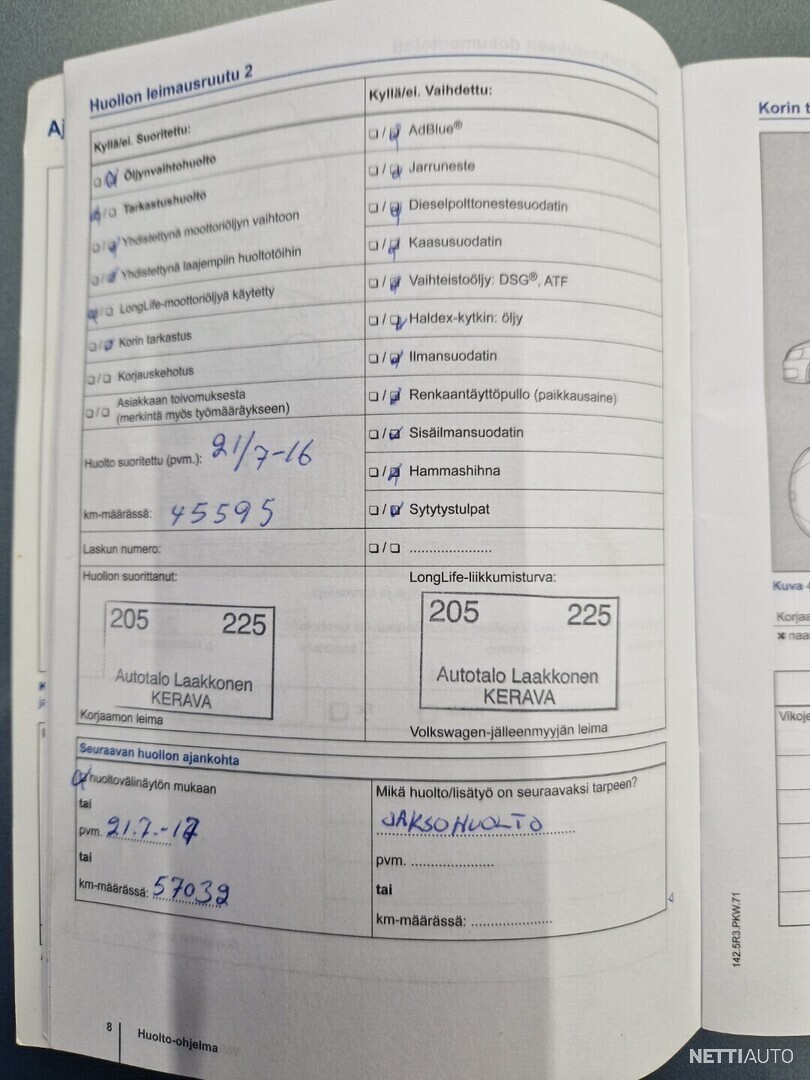 Huollon leimausruutu 2
Kyllä/ei. Suoritettu:
Öljynvaihtohuolto
Tarkastushuolto
Yhdistettynä moottoriöljyn vaihtoon
Yhdistettynä laajempiin huoltotöihin
LongLife-moottoriöljyä käytetty
Korin tarkastus
Korjauskehotus
Asiakkaan toivomuksesta
(merkintä myös työmääräykseen)
Huolto suoritettu (pvm.): 21/7-16
km-määrässä: 45595
Laskun numero:
Huollon suorittanut:
205 225
Autotalo Laakkonen
KERAVA
Korjaamon leima
Kyllä/ei. Vaihdettu:
AdBlue®
Jarruneste
Dieselpolttonestesuodatin
Kaasusuodatin
Vaihteistoöljy: DSG®, ATF
Haldex-kytkin: öljy
Ilmansuodatin
Renkaantäyttöpullo (paikkausaine)
Sisäilmansuodatin
Hammashihna
Sytytystulpat
......................
LongLife-liikkumisturva:
205 225
Autotalo Laakkonen
KERAVA
Volkswagen-jälleenmyyjän leima
Seuraavan huollon ajankohta
huoltovälinäytön mukaan
tai
pvm. 21.7.-17
tai
km-määrässä: 57039
Mikä huolto/lisätyö on seuraavaksi tarpeen?
JAKSOHUOLTO
pvm. ......................
tai
km-määrässä: ......................
8 Huolto-ohjelma
Korin t
Kuva 4
Korjaa
× naa
Vikoje
142.5R3.PKW.71
NETTIAUTO